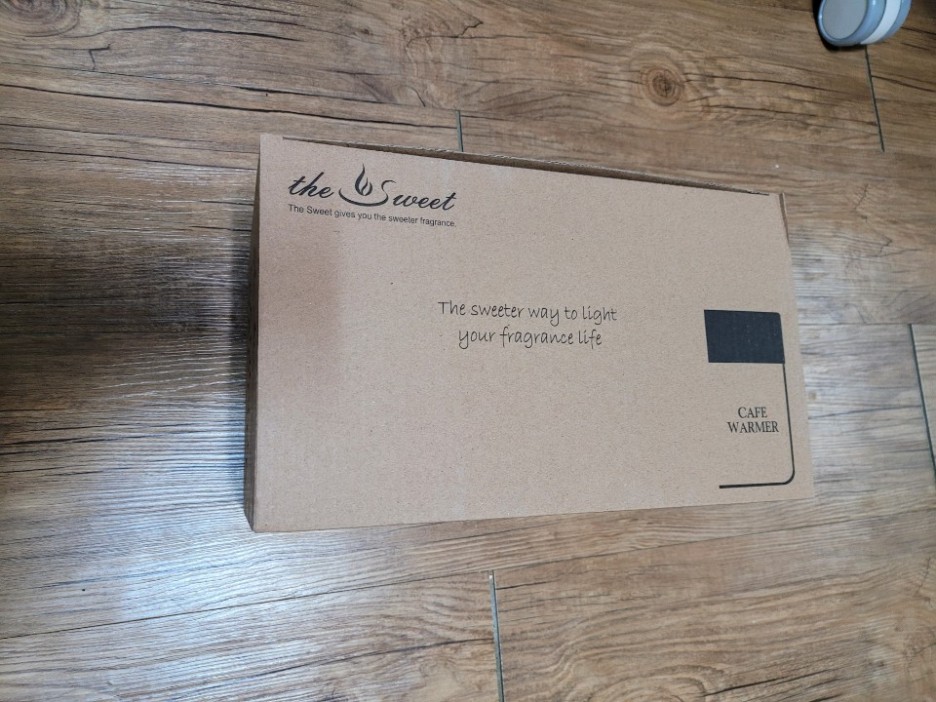 the Sweet
The Sweet gives you the sweeter fragrance.
The sweeter way to light
your fragrance life
CAFE
WARMER